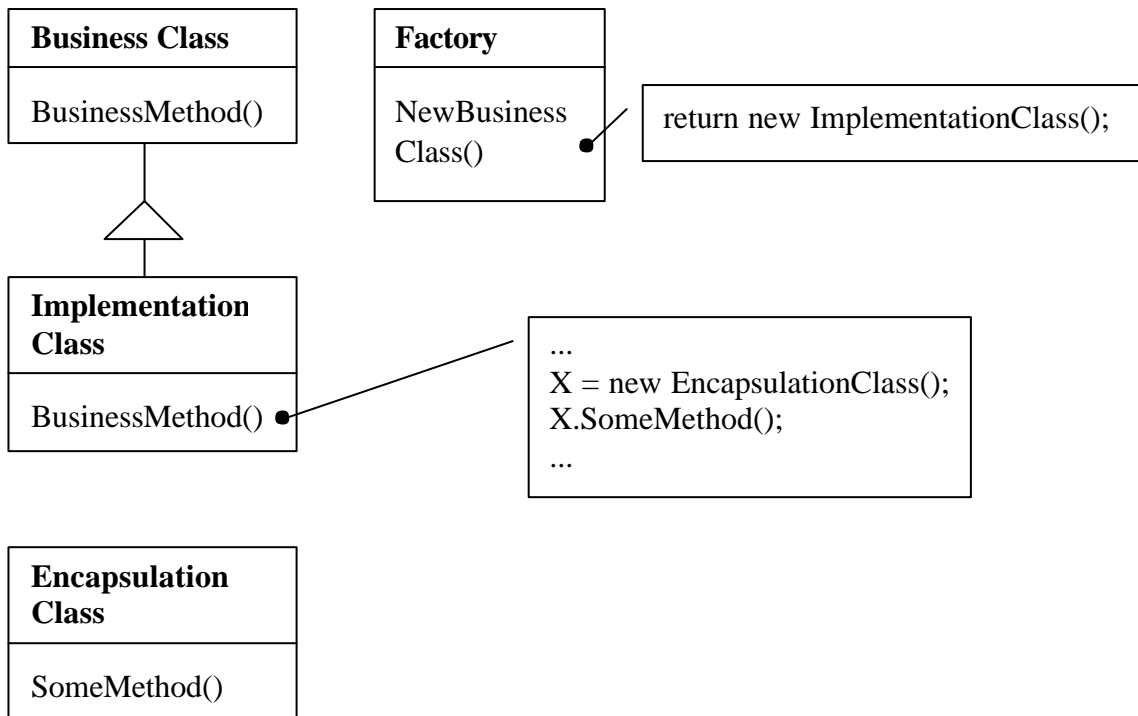 Business Class
BusinessMethod()
Factory
NewBusiness
Class()
return new ImplementationClass();
Implementation
Class
BusinessMethod()
...
X = new EncapsulationClass();
X.SomeMethod();
...
Encapsulation
Class
SomeMethod()